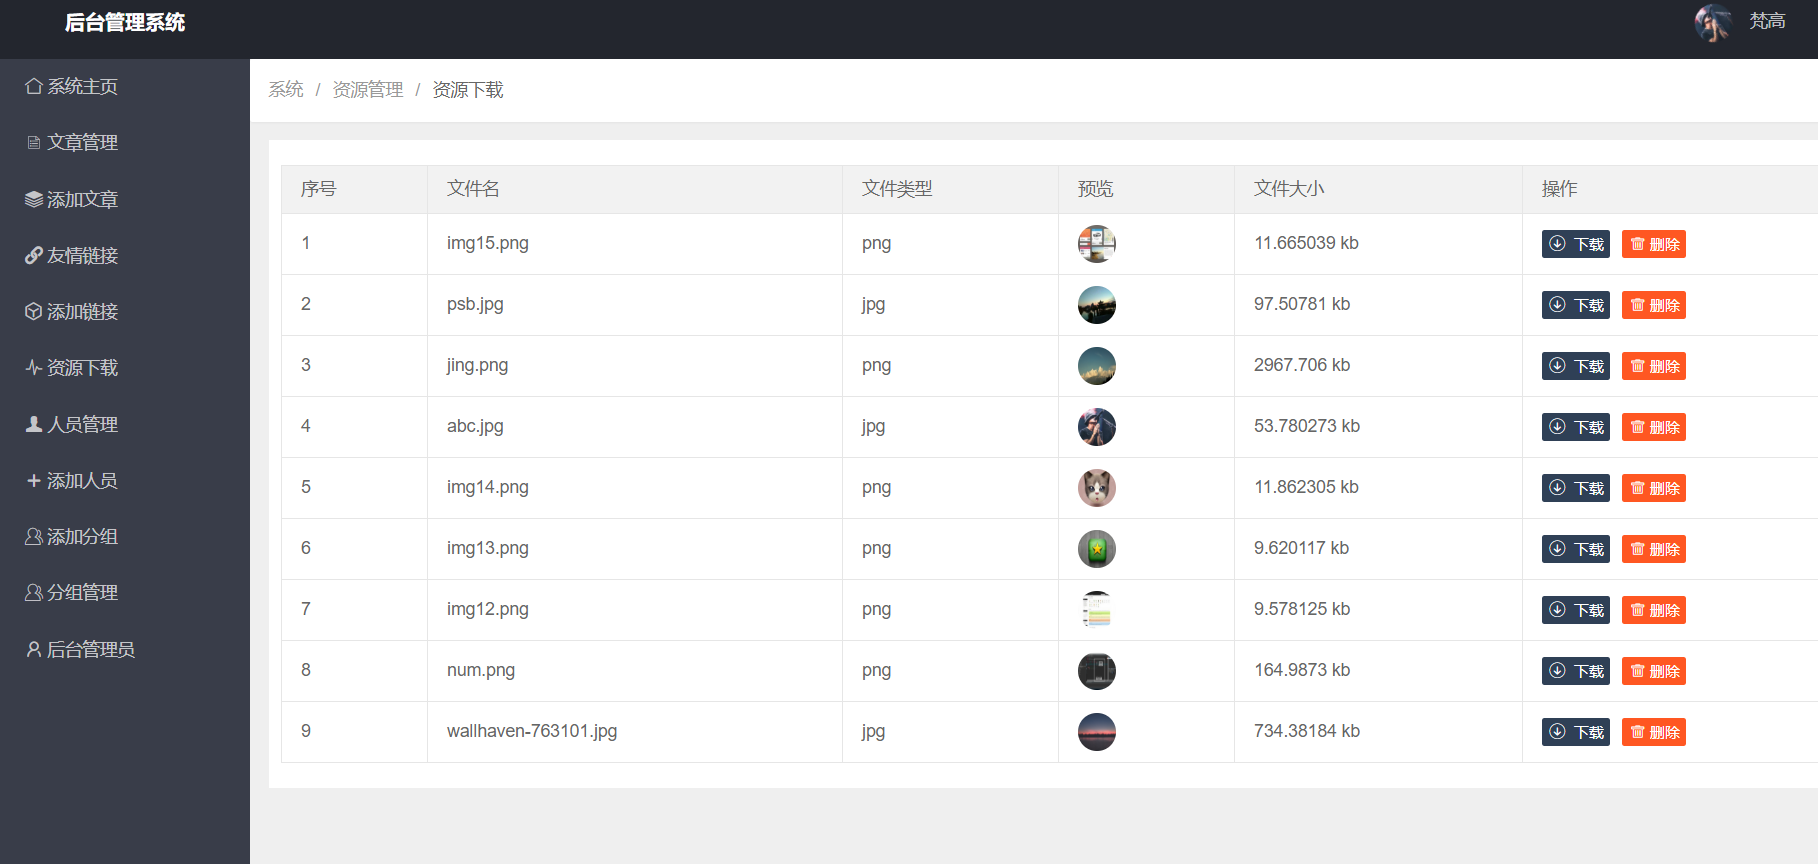 后台管理系统
梵高
系统主页
文章管理
添加文章
友情链接
添加链接
资源下载
人员管理
添加人员
添加分组
分组管理
后台管理员
系统 / 资源管理 / 资源下载
序号 文件名 文件类型 预览 文件大小 操作
1 img15.png png 11.665039 kb 下载 删除
2 psb.jpg jpg 97.50781 kb 下载 删除
3 jing.png png 2967.706 kb 下载 删除
4 abc.jpg jpg 53.780273 kb 下载 删除
5 img14.png png 11.862305 kb 下载 删除
6 img13.png png 9.620117 kb 下载 删除
7 img12.png png 9.578125 kb 下载 删除
8 num.png png 164.9873 kb 下载 删除
9 wallhaven-763101.jpg jpg 734.38184 kb 下载 删除